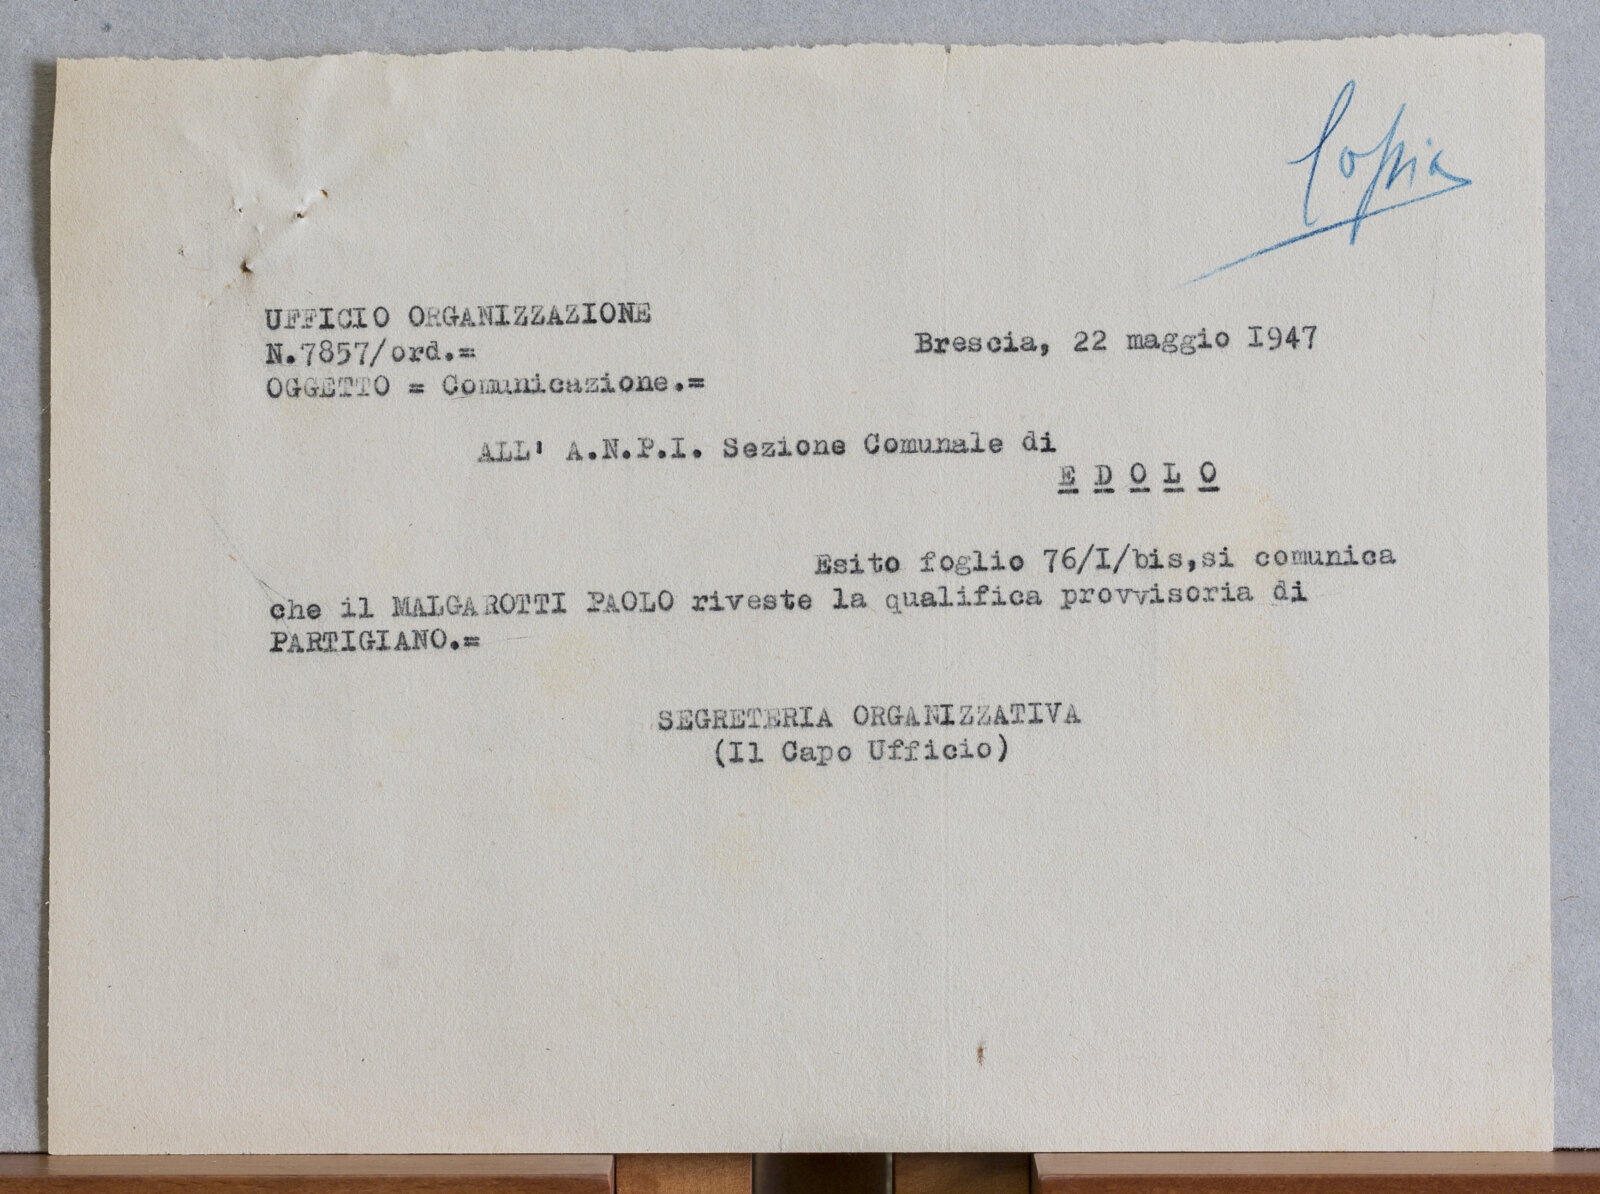 Copia
UFFICIO ORGANIZZAZIONE
N.7857/ord.=
Brescia, 22 maggio 1947
OGGETTO = Comunicazione.=
ALL' A.N.P.I. Sezione Comunale di
E D O L O
Esito foglio 76/I/bis,si comunica
che il MALGAROTTI PAOLO riveste la qualifica provvisoria di
PARTIGIANO.=
SEGRETERIA ORGANIZZATIVA
(Il Capo Ufficio)